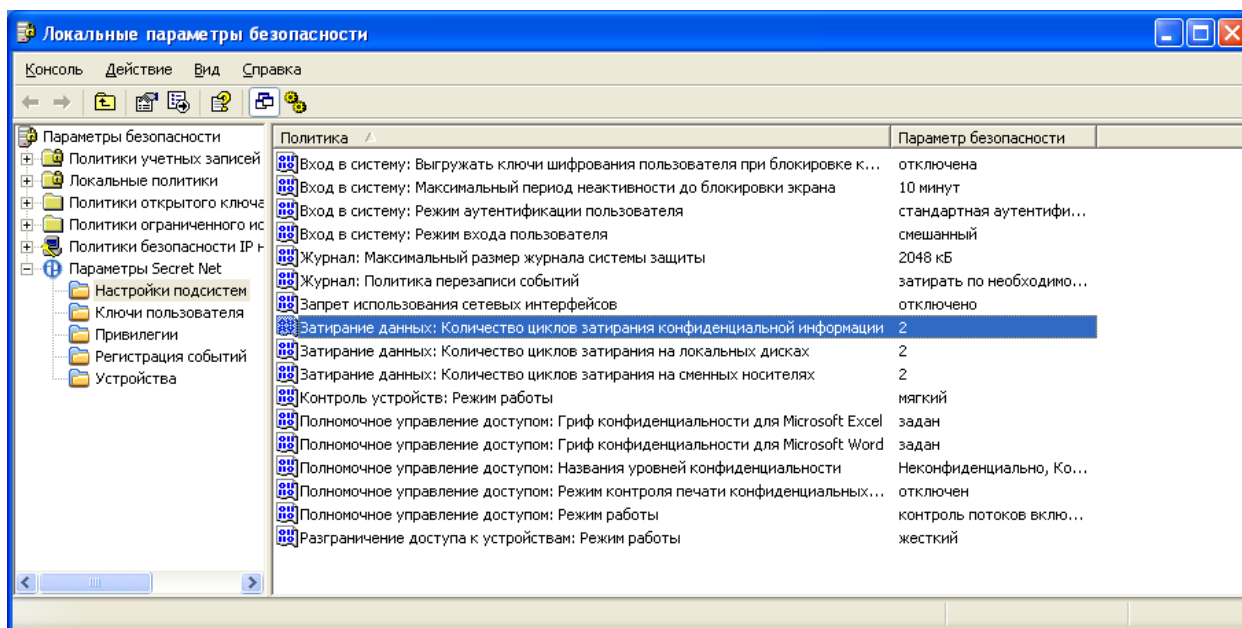 Локальные параметры безопасности
Консоль Действие Вид Справка
Параметры безопасности
Политики учетных записей
Локальные политики
Политики открытого ключа
Политики ограниченного ис
Политики безопасности IP н
Параметры Secret Net
Настройки подсистем
Ключи пользователя
Привилегии
Регистрация событий
Устройства
Политика Параметр безопасности
Вход в систему: Выгружать ключи шифрования пользователя при блокировке к... отключена
Вход в систему: Максимальный период неактивности до блокировки экрана 10 минут
Вход в систему: Режим аутентификации пользователя стандартная аутентифи...
Вход в систему: Режим входа пользователя смешанный
Журнал: Максимальный размер журнала системы защиты 2048 кБ
Журнал: Политика перезаписи событий затирать по необходимо...
Запрет использования сетевых интерфейсов отключено
Затирание данных: Количество циклов затирания конфиденциальной информации 2
Затирание данных: Количество циклов затирания на локальных дисках 2
Затирание данных: Количество циклов затирания на сменных носителях 2
Контроль устройств: Режим работы мягкий
Полномочное управление доступом: Гриф конфиденциальности для Microsoft Excel задан
Полномочное управление доступом: Гриф конфиденциальности для Microsoft Word задан
Полномочное управление доступом: Названия уровней конфиденциальности Неконфиденциально, Ко...
Полномочное управление доступом: Режим контроля печати конфиденциальных... отключен
Полномочное управление доступом: Режим работы контроль потоков вклю...
Разграничение доступа к устройствам: Режим работы жесткий